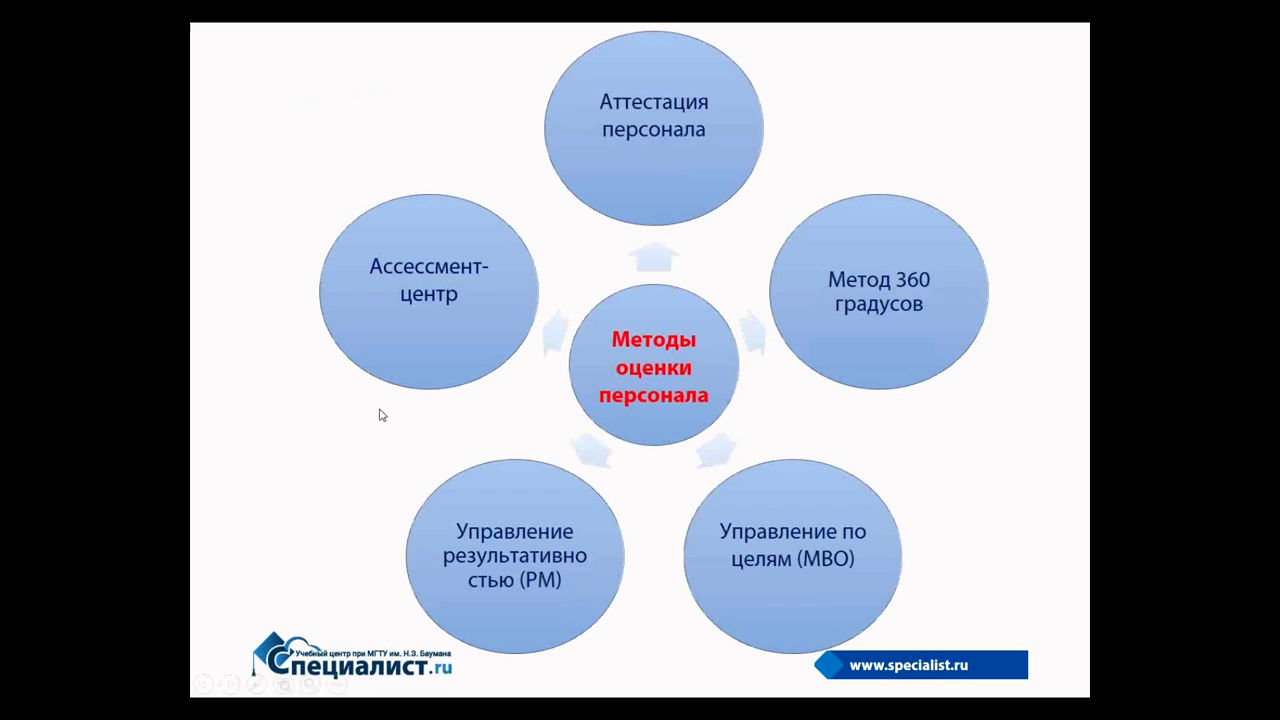 Аттестация
персонала
Ассессмент-
центр
Метод 360
градусов
Методы
оценки
персонала
Управление
результативно
стью (PM)
Управление по
целям (MBO)
Учебный центр при МГТУ им. Н.Э. Баумана
Специалист.ru
www.specialist.ru